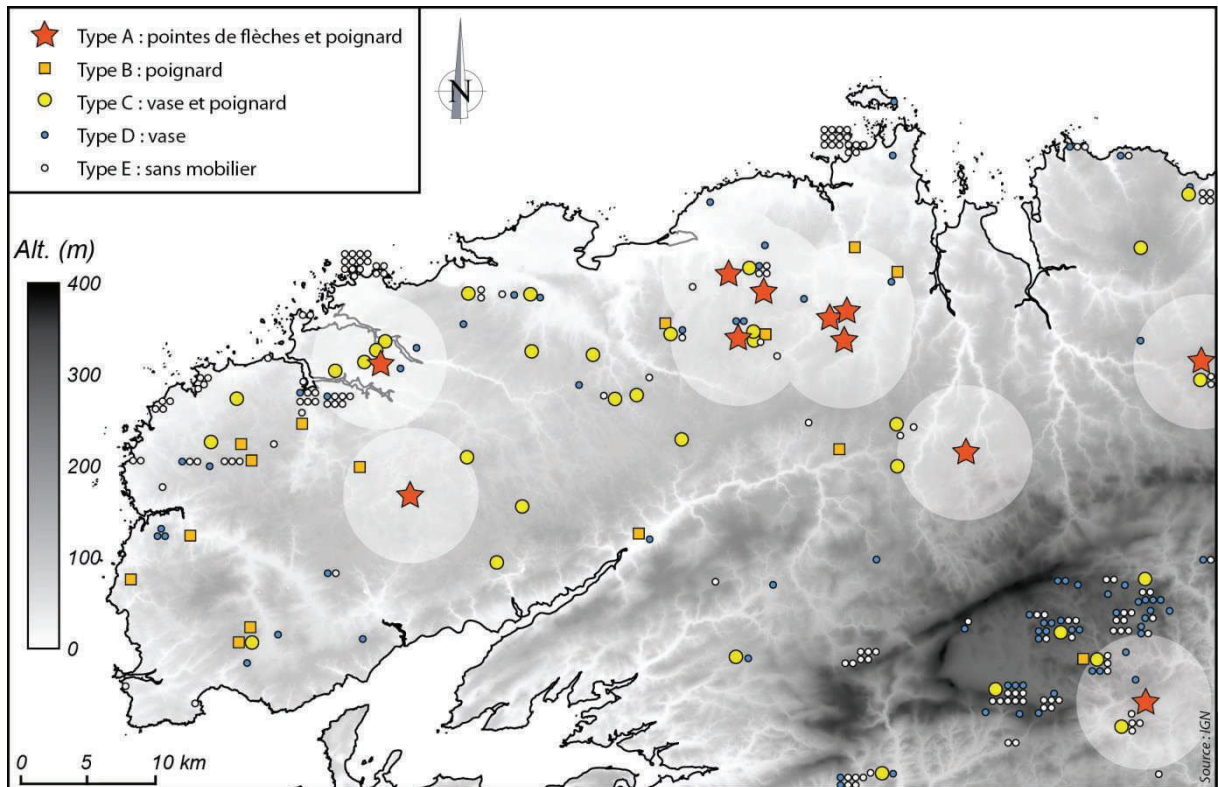 Type A : pointes de flèches et poignard
Type B : poignard
Type C : vase et poignard
Type D : vase
Type E : sans mobilier
N
Alt. (m)
400
300
200
100
0
0 5 10 km
Source : IGN